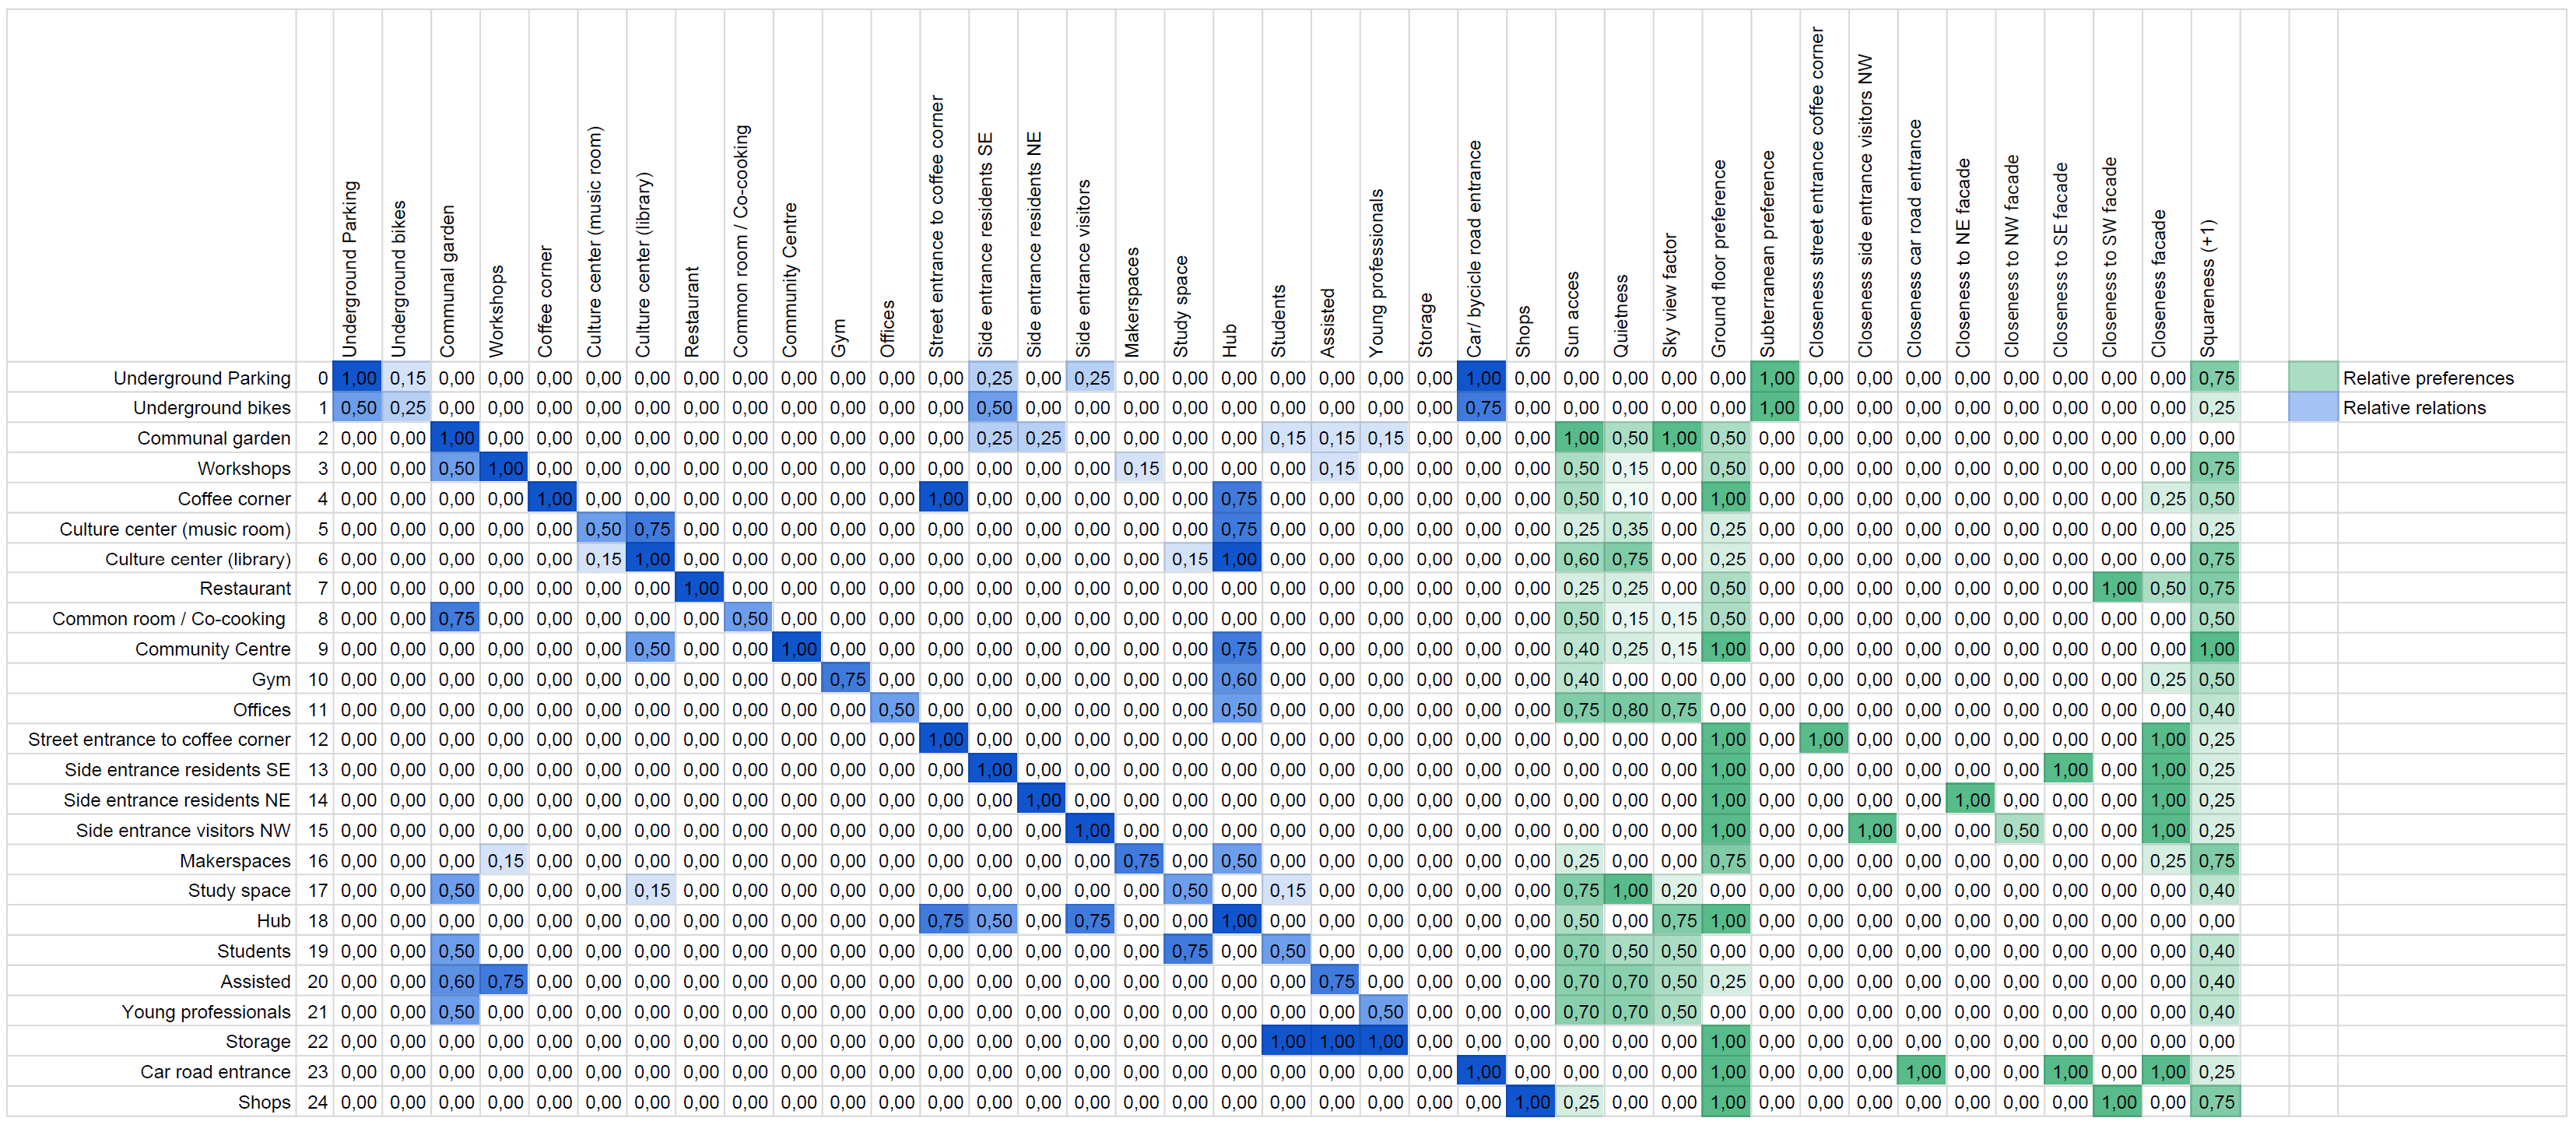 Underground Parking
Underground bikes
Communal garden
Workshops
Coffee corner
Culture center (music room)
Culture center (library)
Restaurant
Common room / Co-cooking
Community Centre
Gym
Offices
Street entrance to coffee corner
Side entrance residents SE
Side entrance residents NE
Side entrance visitors
Makerspaces
Study space
Hub
Students
Assisted
Young professionals
Storage
Car/ bycicle road entrance
Shops
Sun acces
Quietness
Sky view factor
Ground floor preference
Subterranean preference
Closeness street entrance coffee corner
Closeness side entrance visitors NW
Closeness car road entrance
Closeness to NE facade
Closeness to NW facade
Closeness to SE facade
Closeness to SW facade
Closeness facade
Squareness (+1)
Underground Parking 0 1,00 0,15 0,00 0,00 0,00 0,00 0,00 0,00 0,00 0,00 0,00 0,00 0,00 0,25 0,00 0,25 0,00 0,00 0,00 0,00 0,00 0,00 0,00 1,00 0,00 0,00 0,00 0,00 0,00 1,00 0,00 0,00 0,00 0,00 0,00 0,00 0,00 0,00 0,75 Relative preferences
Underground bikes 1 0,50 0,25 0,00 0,00 0,00 0,00 0,00 0,00 0,00 0,00 0,00 0,00 0,00 0,50 0,00 0,00 0,00 0,00 0,00 0,00 0,00 0,00 0,00 0,75 0,00 0,00 0,00 0,00 0,00 1,00 0,00 0,00 0,00 0,00 0,00 0,00 0,00 0,00 0,25 Relative relations
Communal garden 2 0,00 0,00 1,00 0,00 0,00 0,00 0,00 0,00 0,00 0,00 0,00 0,00 0,00 0,25 0,25 0,00 0,00 0,00 0,00 0,15 0,15 0,15 0,00 0,00 0,00 1,00 0,50 1,00 0,50 0,00 0,00 0,00 0,00 0,00 0,00 0,00 0,00 0,00 0,00
Workshops 3 0,00 0,00 0,50 1,00 0,00 0,00 0,00 0,00 0,00 0,00 0,00 0,00 0,00 0,00 0,00 0,00 0,15 0,00 0,00 0,00 0,15 0,00 0,00 0,00 0,00 0,50 0,15 0,00 0,50 0,00 0,00 0,00 0,00 0,00 0,00 0,00 0,00 0,00 0,75
Coffee corner 4 0,00 0,00 0,00 0,00 1,00 0,00 0,00 0,00 0,00 0,00 0,00 0,00 1,00 0,00 0,00 0,00 0,00 0,00 0,75 0,00 0,00 0,00 0,00 0,00 0,00 0,50 0,10 0,00 1,00 0,00 0,00 0,00 0,00 0,00 0,00 0,00 0,00 0,25 0,50
Culture center (music room) 5 0,00 0,00 0,00 0,00 0,00 0,50 0,75 0,00 0,00 0,00 0,00 0,00 0,00 0,00 0,00 0,00 0,00 0,00 0,75 0,00 0,00 0,00 0,00 0,00 0,00 0,25 0,35 0,00 0,25 0,00 0,00 0,00 0,00 0,00 0,00 0,00 0,00 0,00 0,25
Culture center (library) 6 0,00 0,00 0,00 0,00 0,00 0,15 1,00 0,00 0,00 0,00 0,00 0,00 0,00 0,00 0,00 0,00 0,00 0,15 1,00 0,00 0,00 0,00 0,00 0,00 0,00 0,60 0,75 0,00 0,25 0,00 0,00 0,00 0,00 0,00 0,00 0,00 0,00 0,00 0,75
Restaurant 7 0,00 0,00 0,00 0,00 0,00 0,00 0,00 1,00 0,00 0,00 0,00 0,00 0,00 0,00 0,00 0,00 0,00 0,00 0,00 0,00 0,00 0,00 0,00 0,00 0,00 0,25 0,25 0,00 0,50 0,00 0,00 0,00 0,00 0,00 0,00 0,00 1,00 0,50 0,75
Common room / Co-cooking 8 0,00 0,00 0,75 0,00 0,00 0,00 0,00 0,00 0,50 0,00 0,00 0,00 0,00 0,00 0,00 0,00 0,00 0,00 0,00 0,00 0,00 0,00 0,00 0,00 0,00 0,50 0,15 0,15 0,50 0,00 0,00 0,00 0,00 0,00 0,00 0,00 0,00 0,00 0,50
Community Centre 9 0,00 0,00 0,00 0,00 0,00 0,00 0,50 0,00 0,00 1,00 0,00 0,00 0,00 0,00 0,00 0,00 0,00 0,00 0,75 0,00 0,00 0,00 0,00 0,00 0,00 0,40 0,25 0,15 1,00 0,00 0,00 0,00 0,00 0,00 0,00 0,00 0,00 0,00 1,00
Gym 10 0,00 0,00 0,00 0,00 0,00 0,00 0,00 0,00 0,00 0,00 0,75 0,00 0,00 0,00 0,00 0,00 0,00 0,00 0,60 0,00 0,00 0,00 0,00 0,00 0,00 0,40 0,00 0,00 0,00 0,00 0,00 0,00 0,00 0,00 0,00 0,00 0,00 0,25 0,50
Offices 11 0,00 0,00 0,00 0,00 0,00 0,00 0,00 0,00 0,00 0,00 0,00 0,50 0,00 0,00 0,00 0,00 0,00 0,00 0,50 0,00 0,00 0,00 0,00 0,00 0,00 0,75 0,80 0,75 0,00 0,00 0,00 0,00 0,00 0,00 0,00 0,00 0,00 0,00 0,40
Street entrance to coffee corner 12 0,00 0,00 0,00 0,00 0,00 0,00 0,00 0,00 0,00 0,00 0,00 0,00 1,00 0,00 0,00 0,00 0,00 0,00 0,00 0,00 0,00 0,00 0,00 0,00 0,00 0,00 0,00 0,00 1,00 0,00 1,00 0,00 0,00 0,00 0,00 0,00 0,00 1,00 0,25
Side entrance residents SE 13 0,00 0,00 0,00 0,00 0,00 0,00 0,00 0,00 0,00 0,00 0,00 0,00 0,00 1,00 0,00 0,00 0,00 0,00 0,00 0,00 0,00 0,00 0,00 0,00 0,00 0,00 0,00 0,00 1,00 0,00 0,00 0,00 0,00 0,00 0,00 1,00 0,00 1,00 0,25
Side entrance residents NE 14 0,00 0,00 0,00 0,00 0,00 0,00 0,00 0,00 0,00 0,00 0,00 0,00 0,00 0,00 1,00 0,00 0,00 0,00 0,00 0,00 0,00 0,00 0,00 0,00 0,00 0,00 0,00 0,00 1,00 0,00 0,00 0,00 0,00 1,00 0,00 0,00 0,00 1,00 0,25
Side entrance visitors NW 15 0,00 0,00 0,00 0,00 0,00 0,00 0,00 0,00 0,00 0,00 0,00 0,00 0,00 0,00 0,00 1,00 0,00 0,00 0,00 0,00 0,00 0,00 0,00 0,00 0,00 0,00 0,00 0,00 1,00 0,00 0,00 1,00 0,00 0,00 0,50 0,00 0,00 1,00 0,25
Makerspaces 16 0,00 0,00 0,00 0,15 0,00 0,00 0,00 0,00 0,00 0,00 0,00 0,00 0,00 0,00 0,00 0,00 0,75 0,00 0,50 0,00 0,00 0,00 0,00 0,00 0,00 0,25 0,00 0,00 0,75 0,00 0,00 0,00 0,00 0,00 0,00 0,00 0,00 0,25 0,75
Study space 17 0,00 0,00 0,50 0,00 0,00 0,00 0,15 0,00 0,00 0,00 0,00 0,00 0,00 0,00 0,00 0,00 0,00 0,50 0,00 0,15 0,00 0,00 0,00 0,00 0,00 0,75 1,00 0,20 0,00 0,00 0,00 0,00 0,00 0,00 0,00 0,00 0,00 0,00 0,40
Hub 18 0,00 0,00 0,00 0,00 0,00 0,00 0,00 0,00 0,00 0,00 0,00 0,00 0,75 0,50 0,00 0,75 0,00 0,00 1,00 0,00 0,00 0,00 0,00 0,00 0,00 0,50 0,00 0,75 1,00 0,00 0,00 0,00 0,00 0,00 0,00 0,00 0,00 0,00 0,00
Students 19 0,00 0,00 0,50 0,00 0,00 0,00 0,00 0,00 0,00 0,00 0,00 0,00 0,00 0,00 0,00 0,00 0,00 0,75 0,00 0,50 0,00 0,00 0,00 0,00 0,00 0,70 0,50 0,50 0,00 0,00 0,00 0,00 0,00 0,00 0,00 0,00 0,00 0,00 0,40
Assisted 20 0,00 0,00 0,60 0,75 0,00 0,00 0,00 0,00 0,00 0,00 0,00 0,00 0,00 0,00 0,00 0,00 0,00 0,00 0,00 0,00 0,75 0,00 0,00 0,00 0,00 0,70 0,70 0,50 0,25 0,00 0,00 0,00 0,00 0,00 0,00 0,00 0,00 0,00 0,40
Young professionals 21 0,00 0,00 0,50 0,00 0,00 0,00 0,00 0,00 0,00 0,00 0,00 0,00 0,00 0,00 0,00 0,00 0,00 0,00 0,00 0,00 0,00 0,50 0,00 0,00 0,00 0,70 0,70 0,50 0,00 0,00 0,00 0,00 0,00 0,00 0,00 0,00 0,00 0,00 0,40
Storage 22 0,00 0,00 0,00 0,00 0,00 0,00 0,00 0,00 0,00 0,00 0,00 0,00 0,00 0,00 0,00 0,00 0,00 0,00 0,00 1,00 1,00 1,00 0,00 0,00 0,00 0,00 0,00 0,00 1,00 0,00 0,00 0,00 0,00 0,00 0,00 0,00 0,00 0,00 0,00
Car road entrance 23 0,00 0,00 0,00 0,00 0,00 0,00 0,00 0,00 0,00 0,00 0,00 0,00 0,00 0,00 0,00 0,00 0,00 0,00 0,00 0,00 0,00 0,00 0,00 1,00 0,00 0,00 0,00 0,00 1,00 0,00 0,00 0,00 1,00 0,00 0,00 1,00 0,00 1,00 0,25
Shops 24 0,00 0,00 0,00 0,00 0,00 0,00 0,00 0,00 0,00 0,00 0,00 0,00 0,00 0,00 0,00 0,00 0,00 0,00 0,00 0,00 0,00 0,00 0,00 0,00 1,00 0,25 0,00 0,00 1,00 0,00 0,00 0,00 0,00 0,00 0,00 0,00 1,00 0,00 0,75